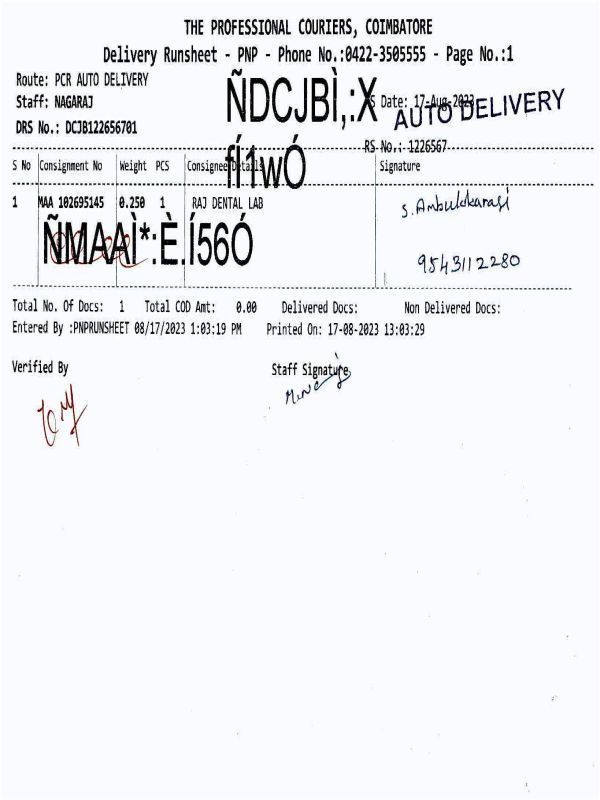 THE PROFESSIONAL COURIERS, COIMBATORE
Delivery Runsheet - PNP - Phone No.:0422-3505555 - Page No.:1
Route: PCR AUTO DELIVERY
Staff: NAGARAJ ÑDCJBÌ,:X RS Date: 17-Aug-2023 AUTO DELIVERY
DRS No.: DCJB122656701
RS No.: 1226567
fÍ1wÓ
S No Consignment No Weight PCS Consignee Details Signature
1 MAA 102695145 0.250 1 RAJ DENTAL LAB S. Ambukkarasi
ÑMAAÌ*:È.Í56Ó
9543112280
Total No. Of Docs: 1 Total COD Amt: 0.00 Delivered Docs: Non Delivered Docs:
Entered By :PNPRUNSHEET 08/17/2023 1:03:19 PM Printed On: 17-08-2023 13:03:29
Verified By Staff Signature